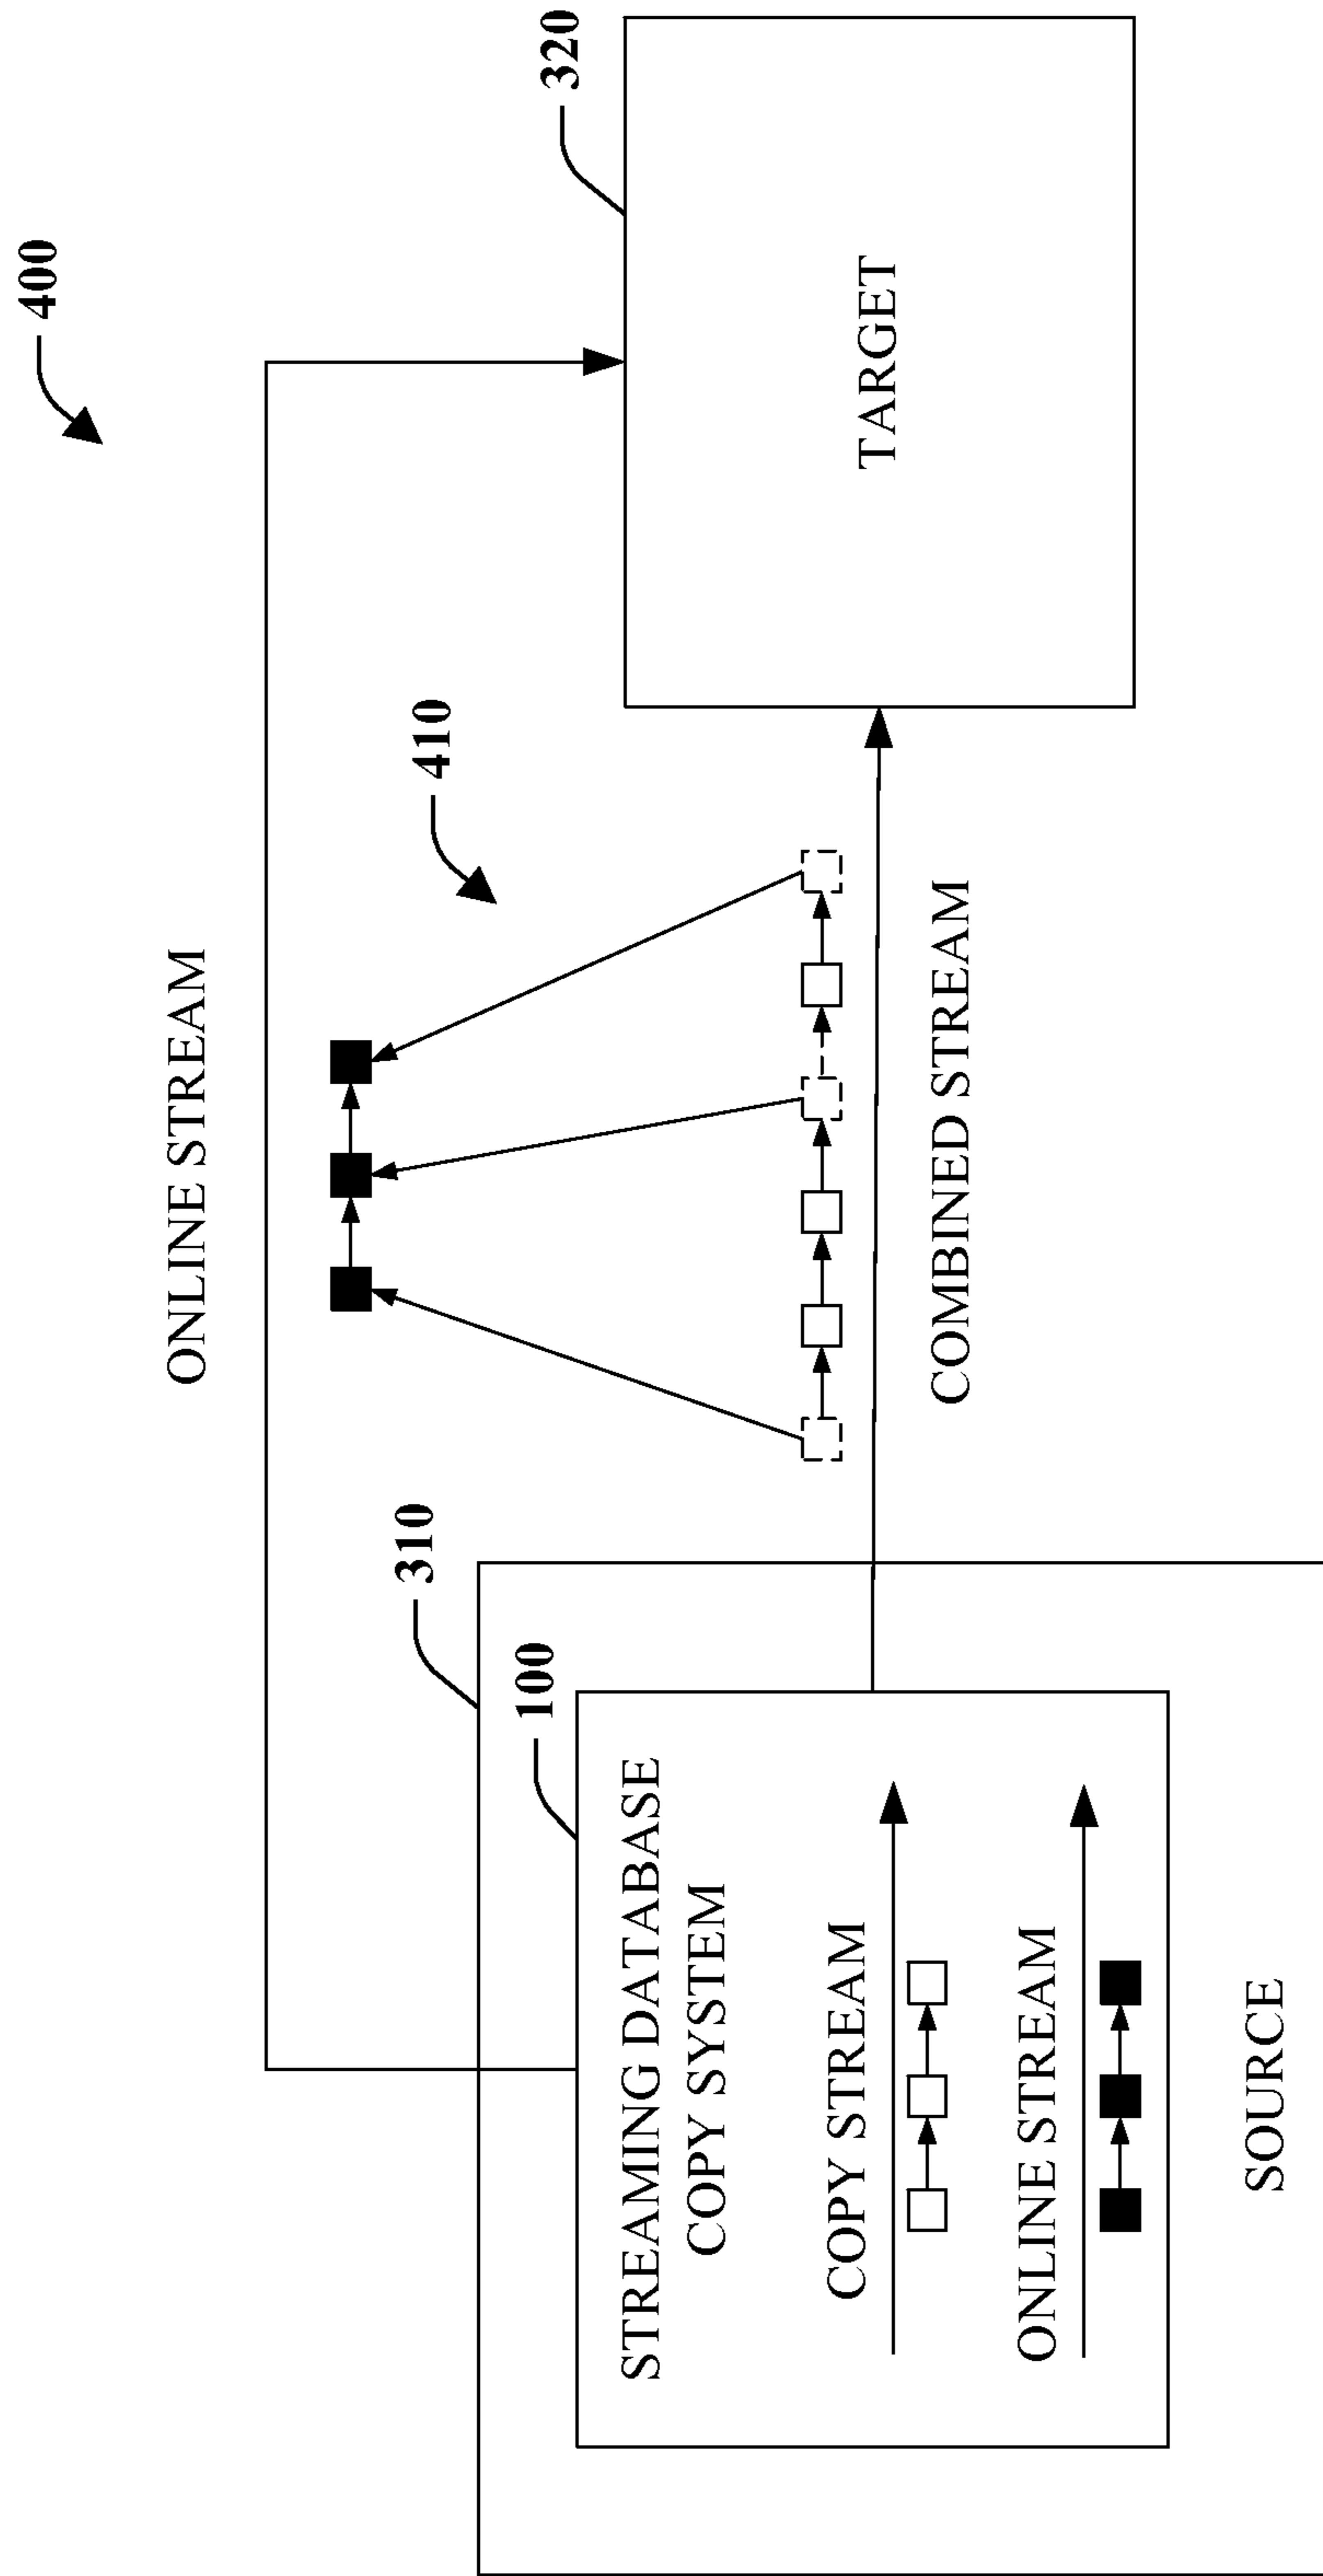 400
ONLINE STREAM
320
410
310
100
STREAMING DATABASE
COPY SYSTEM
TARGET
COPY STREAM
COMBINED STREAM
ONLINE STREAM
SOURCE